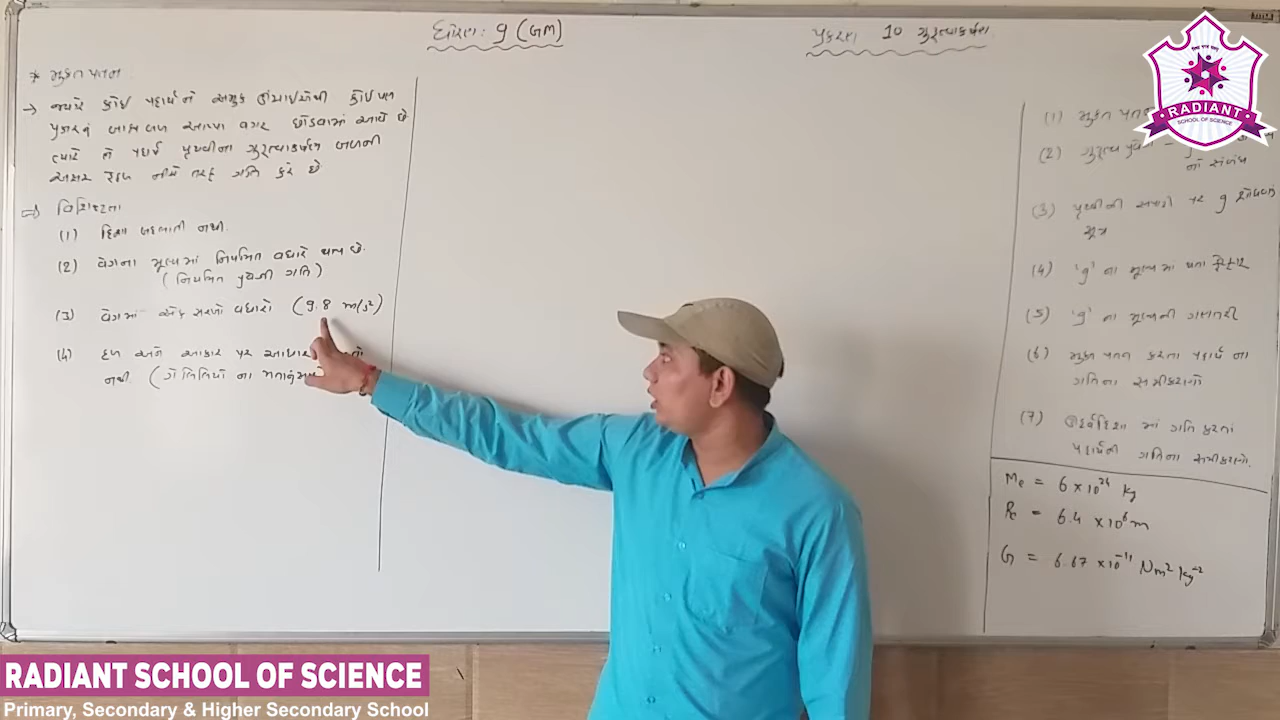 ધોરણ : 9 (GM)
પ્રકરણ 10 ગુરુત્વાકર્ષણ
* મુક્ત પતન :
→ જ્યારે કોઈ પદાર્થને અમુક ઊંચાઈએથી કોઈ પણ
પ્રકારનું બાહ્ય બળ આપ્યા વગર છોડવામાં આવે છે
ત્યારે તે પદાર્થ પૃથ્વીના ગુરુત્વાકર્ષણ બળની
અસર હેઠળ નીચે તરફ ગતિ કરે છે
⇒ વિશિષ્ટતા
(1) દિશા બદલાતી નથી.
(2) વેગના મૂલ્યમાં નિયમિત વધારો થાય છે.
(નિયમિત પ્રવેગી ગતિ)
(3) વેગમાં એક સરખો વધારો (9.8 m/s²)
(4) દળ અને આકાર પર આધાર
નથી. (ગેલિલિયો ના
(1) મુક્ત પતન
(2) ગુરુત્વ પ્રવેગ - g
નો સંબંધ
(3) પૃથ્વીની સપાટી પર g શોધવાનું
સૂત્ર
(4) 'g' ના મૂલ્ય માં થતા ફેરફાર
(5) 'g' ના મૂલ્યની ગણતરી
(6) મુક્ત પતન કરતા પદાર્થ ના
ગતિના સમીકરણો
(7) ઊર્ધ્વદિશા માં ગતિ કરતાં
પદાર્થની ગતિના સમીકરણો.
Me = 6 × 10²⁴ kg
Re = 6.4 × 10⁶ m
G = 6.67 × 10⁻¹¹ Nm² kg⁻²
RADIANT
SCHOOL OF SCIENCE
RADIANT SCHOOL OF SCIENCE
Primary, Secondary & Higher Secondary School